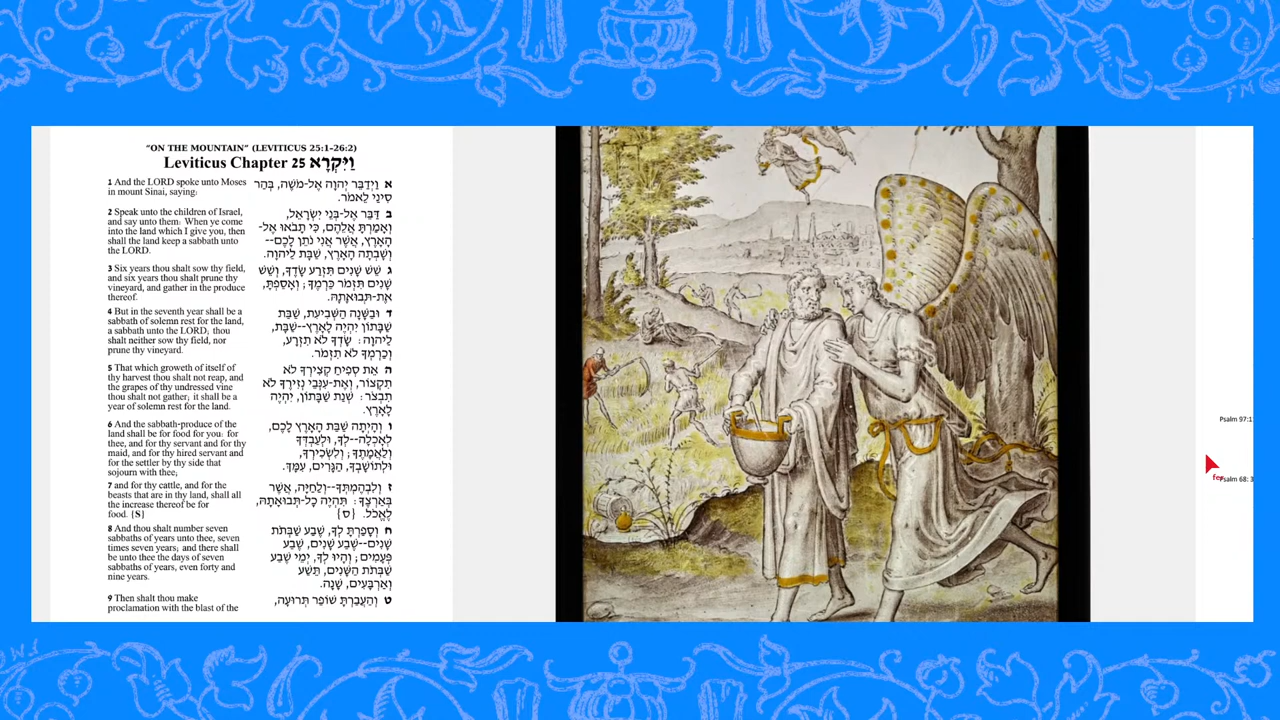 "ON THE MOUNTAIN" (LEVITICUS 25:1-26:2)
Leviticus Chapter 25 וַיִּקְרָא
1 And the LORD spoke unto Moses
in mount Sinai, saying:
א וַיְדַבֵּר יְהוָה אֶל-מֹשֶׁה, בְּהַר
סִינַי לֵאמֹר.
2 Speak unto the children of Israel,
and say unto them: When ye come
into the land which I give you, then
shall the land keep a sabbath unto
the LORD.
ב דַּבֵּר אֶל-בְּנֵי יִשְׂרָאֵל,
וְאָמַרְתָּ אֲלֵהֶם, כִּי תָבֹאוּ אֶל-
הָאָרֶץ, אֲשֶׁר אֲנִי נֹתֵן לָכֶם--
וְשָׁבְתָה הָאָרֶץ, שַׁבָּת לַיהוָה.
3 Six years thou shalt sow thy field,
and six years thou shalt prune thy
vineyard, and gather in the produce
thereof.
ג שֵׁשׁ שָׁנִים תִּזְרַע שָׂדֶךָ, וְשֵׁשׁ
שָׁנִים תִּזְמֹר כַּרְמֶךָ; וְאָסַפְתָּ,
אֶת-תְּבוּאָתָהּ.
4 But in the seventh year shall be a
sabbath of solemn rest for the land,
a sabbath unto the LORD; thou
shalt neither sow thy field, nor
prune thy vineyard.
ד וּבַשָּׁנָה הַשְּׁבִיעִת, שַׁבַּת
שַׁבָּתוֹן יִהְיֶה לָאָרֶץ--שַׁבָּת,
לַיהוָה: שָׂדְךָ לֹא תִזְרָע,
וְכַרְמְךָ לֹא תִזְמֹר.
5 That which groweth of itself of
thy harvest thou shalt not reap, and
the grapes of thy undressed vine
thou shalt not gather; it shall be a
year of solemn rest for the land.
ה אֵת סְפִיחַ קְצִירְךָ לֹא
תִקְצוֹר, וְאֶת-עִנְּבֵי נְזִירֶךָ לֹא
תִבְצֹר: שְׁנַת שַׁבָּתוֹן, יִהְיֶה
לָאָרֶץ.
6 And the sabbath-produce of the
land shall be for food for you: for
thee, and for thy servant and for thy
maid, and for thy hired servant and
for the settler by thy side that
sojourn with thee;
ו וְהָיְתָה שַׁבַּת הָאָרֶץ לָכֶם,
לְאָכְלָה--לְךָ, וּלְעַבְדְּךָ
וְלַאֲמָתֶךָ; וְלִשְׂכִירְךָ,
וּלְתוֹשָׁבְךָ, הַגָּרִים, עִמָּךְ.
7 and for thy cattle, and for the
beasts that are in thy land, shall all
the increase thereof be for
food. {S}
ז וְלִבְהֶמְתְּךָ--וְלַחַיָּה, אֲשֶׁר
בְּאַרְצֶךָ: תִּהְיֶה כָל-תְּבוּאָתָהּ,
לֶאֱכֹל. {ס}
8 And thou shalt number seven
sabbaths of years unto thee, seven
times seven years; and there shall
be unto thee the days of seven
sabbaths of years, even forty and
nine years.
ח וְסָפַרְתָּ לְךָ, שֶׁבַע שַׁבְּתֹת
שָׁנִים--שֶׁבַע שָׁנִים, שֶׁבַע
פְּעָמִים; וְהָיוּ לְךָ, יְמֵי שֶׁבַע
שַׁבְּתֹת הַשָּׁנִים, תֵּשַׁע
וְאַרְבָּעִים, שָׁנָה.
9 Then shalt thou make
proclamation with the blast of the
ט וְהַעֲבַרְתָּ שׁוֹפַר תְּרוּעָה,
Psalm 97:1
Psalm 68: 3